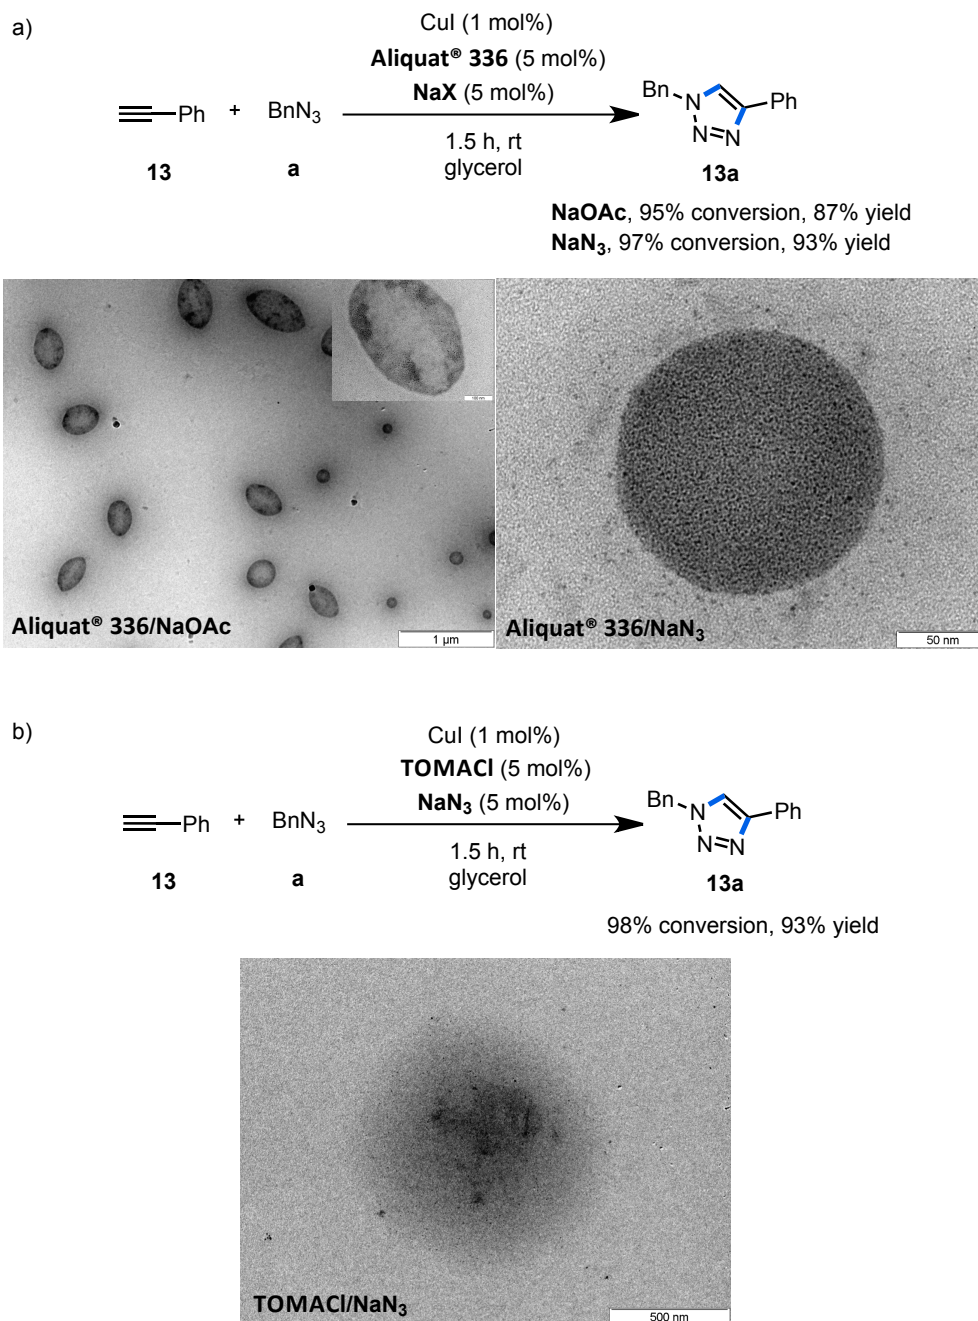 a)
CuI (1 mol%)
Aliquat® 336 (5 mol%)
NaX (5 mol%)
Ph + BnN₃
1.5 h, rt
glycerol
13 a
Bn N Ph
N=N
13a
NaOAc, 95% conversion, 87% yield
NaN₃, 97% conversion, 93% yield
100 nm
Aliquat® 336/NaOAc
1 µm
Aliquat® 336/NaN₃
50 nm
b)
CuI (1 mol%)
TOMACl (5 mol%)
NaN₃ (5 mol%)
Ph + BnN₃
1.5 h, rt
glycerol
13 a
Bn N Ph
N=N
13a
98% conversion, 93% yield
TOMACl/NaN₃
500 nm